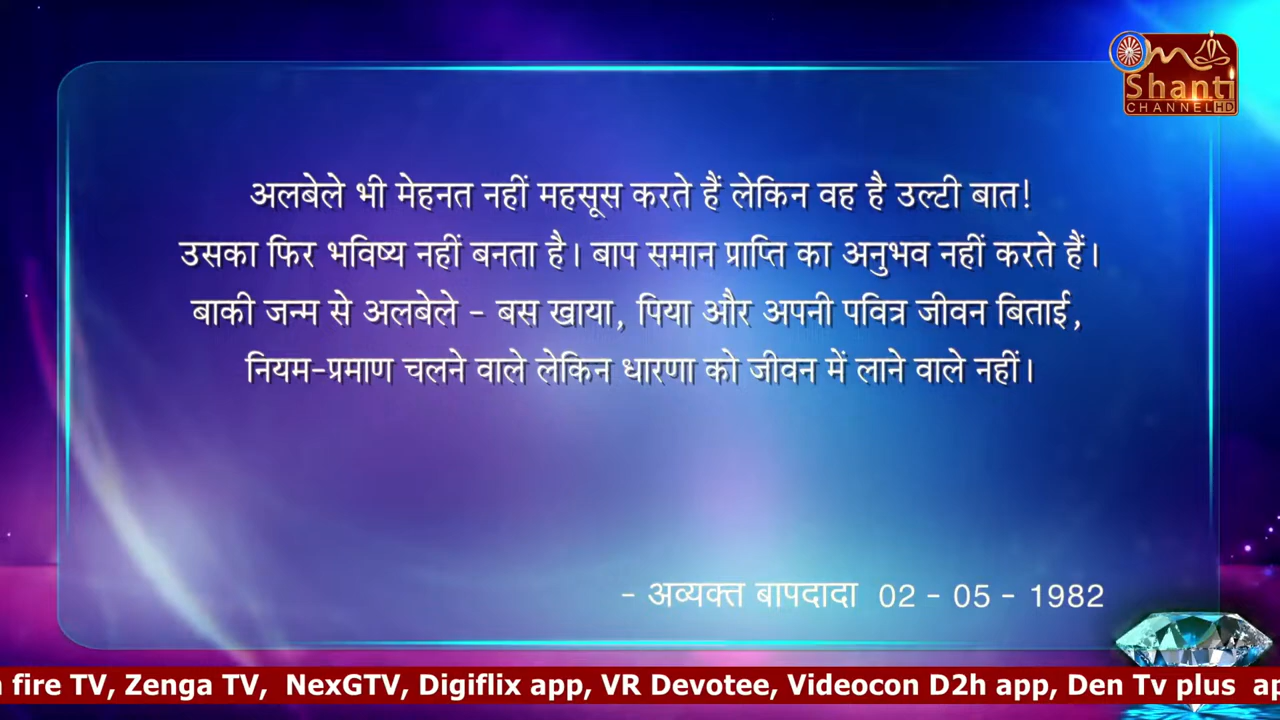 Om
Shanti
CHANNEL HD
अलबेले भी मेहनत नहीं महसूस करते हैं लेकिन वह है उल्टी बात!
उसका फिर भविष्य नहीं बनता है। बाप समान प्राप्ति का अनुभव नहीं करते हैं।
बाकी जन्म से अलबेले - बस खाया, पिया और अपनी पवित्र जीवन बिताई,
नियम-प्रमाण चलने वाले लेकिन धारणा को जीवन में लाने वाले नहीं।
- अव्यक्त बापदादा 02 - 05 - 1982
fire TV, Zenga TV, NexGTV, Digiflix app, VR Devotee, Videocon D2h app, Den Tv plus